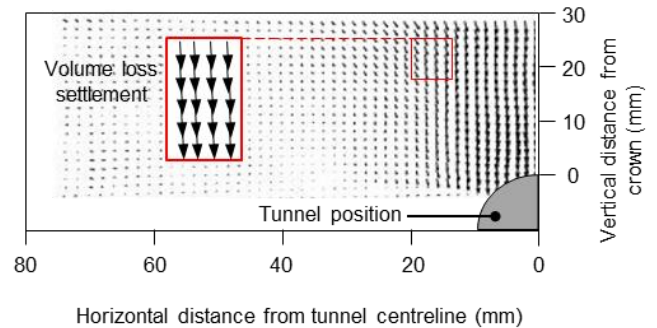 30
Volume loss
settlement
20
10
0
Vertical distance from
crown (mm)
Tunnel position
80 60 40 20 0
Horizontal distance from tunnel centreline (mm)